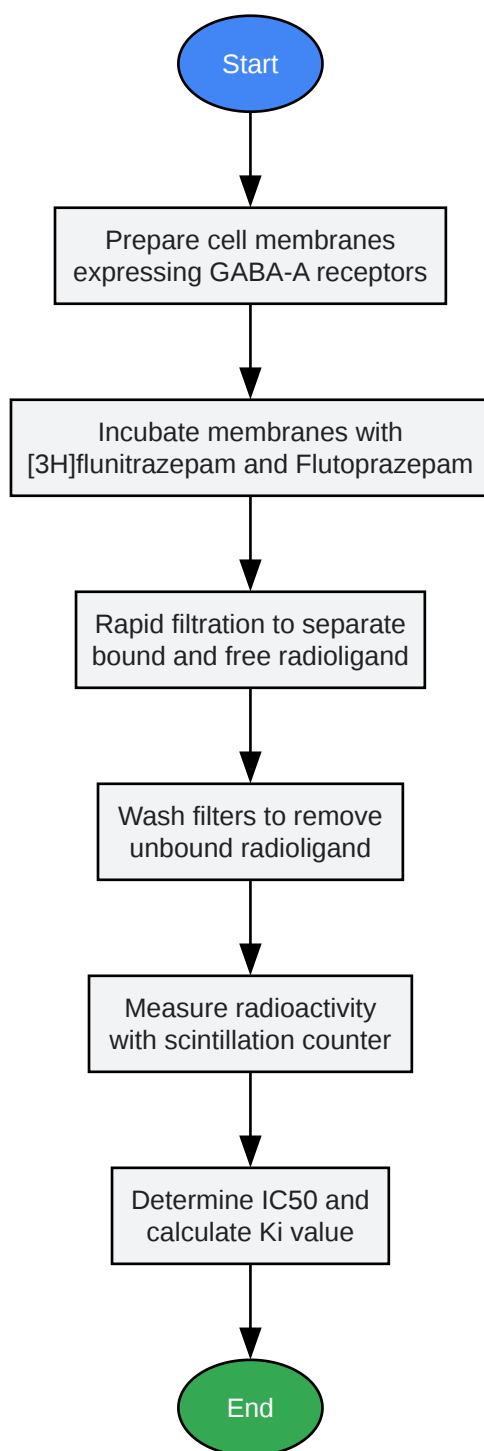 Start
Prepare cell membranes
expressing GABA-A receptors
Incubate membranes with
[3H]flunitrazepam and Flutoprazepam
Rapid filtration to separate
bound and free radioligand
Wash filters to remove
unbound radioligand
Measure radioactivity
with scintillation counter
Determine IC50 and
calculate Ki value
End